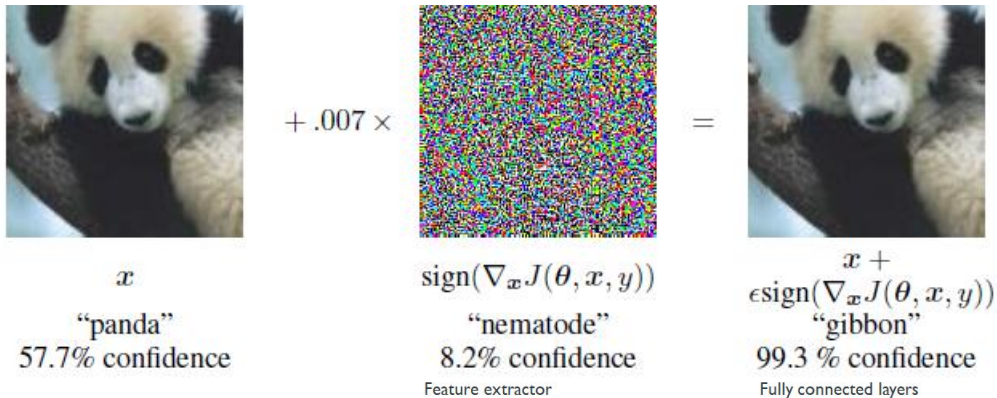 + .007 ×
=
x
sign(∇ₓJ(θ, x, y))
x +
ϵsign(∇ₓJ(θ, x, y))
“panda”
“nematode”
“gibbon”
57.7% confidence
8.2% confidence
99.3 % confidence
Feature extractor
Fully connected layers